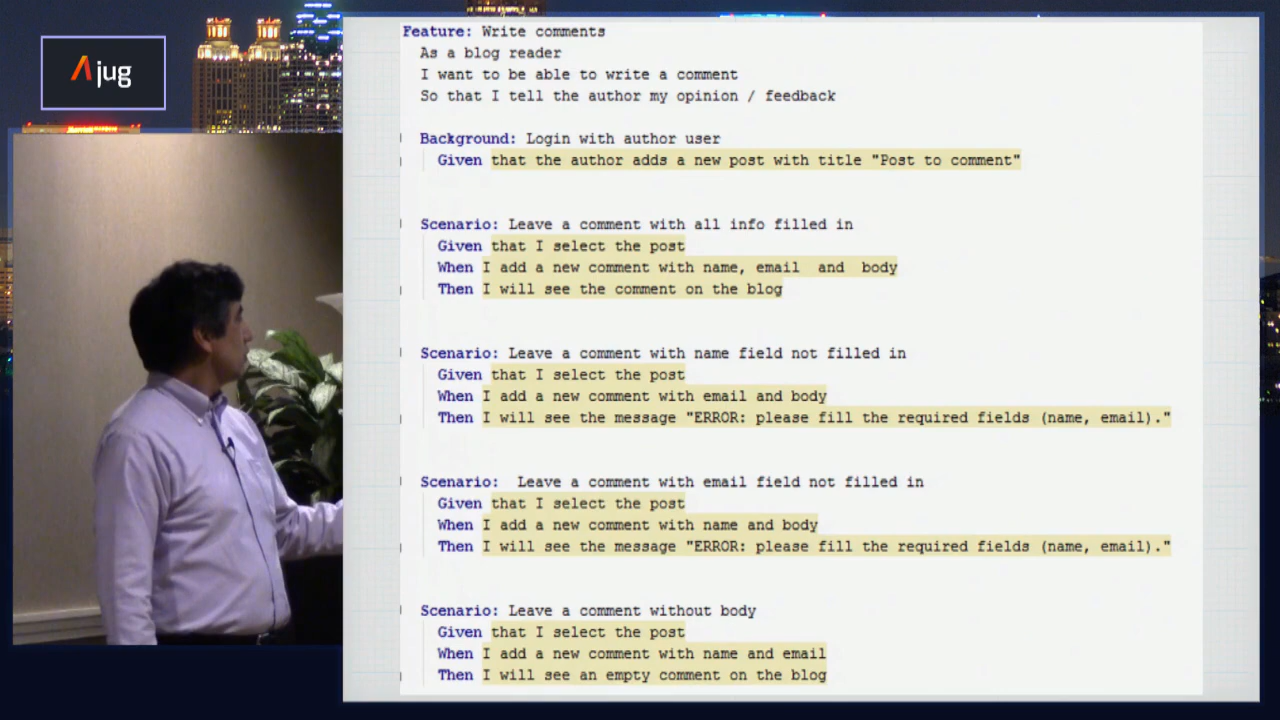 Ajug
Feature: Write comments
As a blog reader
I want to be able to write a comment
So that I tell the author my opinion / feedback
Background: Login with author user
Given that the author adds a new post with title "Post to comment"
Scenario: Leave a comment with all info filled in
Given that I select the post
When I add a new comment with name, email  and  body
Then I will see the comment on the blog
Scenario: Leave a comment with name field not filled in
Given that I select the post
When I add a new comment with email and body
Then I will see the message "ERROR: please fill the required fields (name, email)."
Scenario:  Leave a comment with email field not filled in
Given that I select the post
When I add a new comment with name and body
Then I will see the message "ERROR: please fill the required fields (name, email)."
Scenario: Leave a comment without body
Given that I select the post
When I add a new comment with name and email
Then I will see an empty comment on the blog